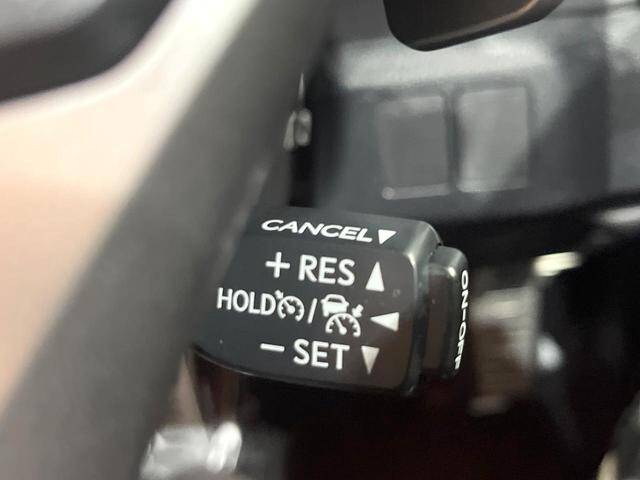 CANCEL▼
+ RES ▲
HOLD / ◀
− SET ▼
ON-OFF